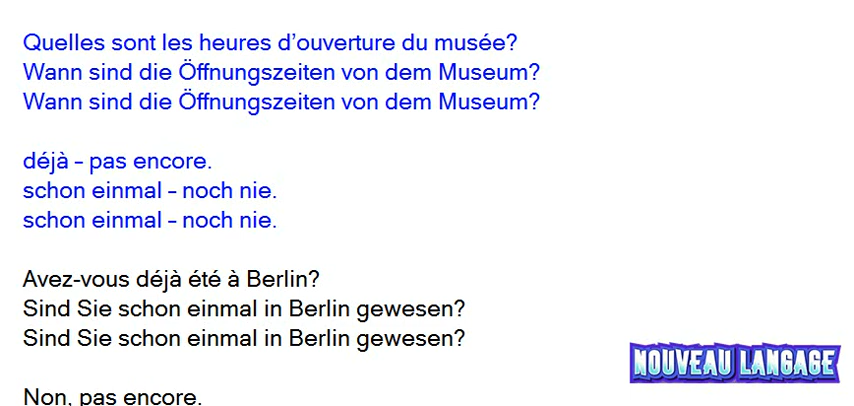 Quelles sont les heures d’ouverture du musée?
Wann sind die Öffnungszeiten von dem Museum?
Wann sind die Öffnungszeiten von dem Museum?
déjà – pas encore.
schon einmal – noch nie.
schon einmal – noch nie.
Avez-vous déjà été à Berlin?
Sind Sie schon einmal in Berlin gewesen?
Sind Sie schon einmal in Berlin gewesen?
NOUVEAU LANGAGE
Non, pas encore.